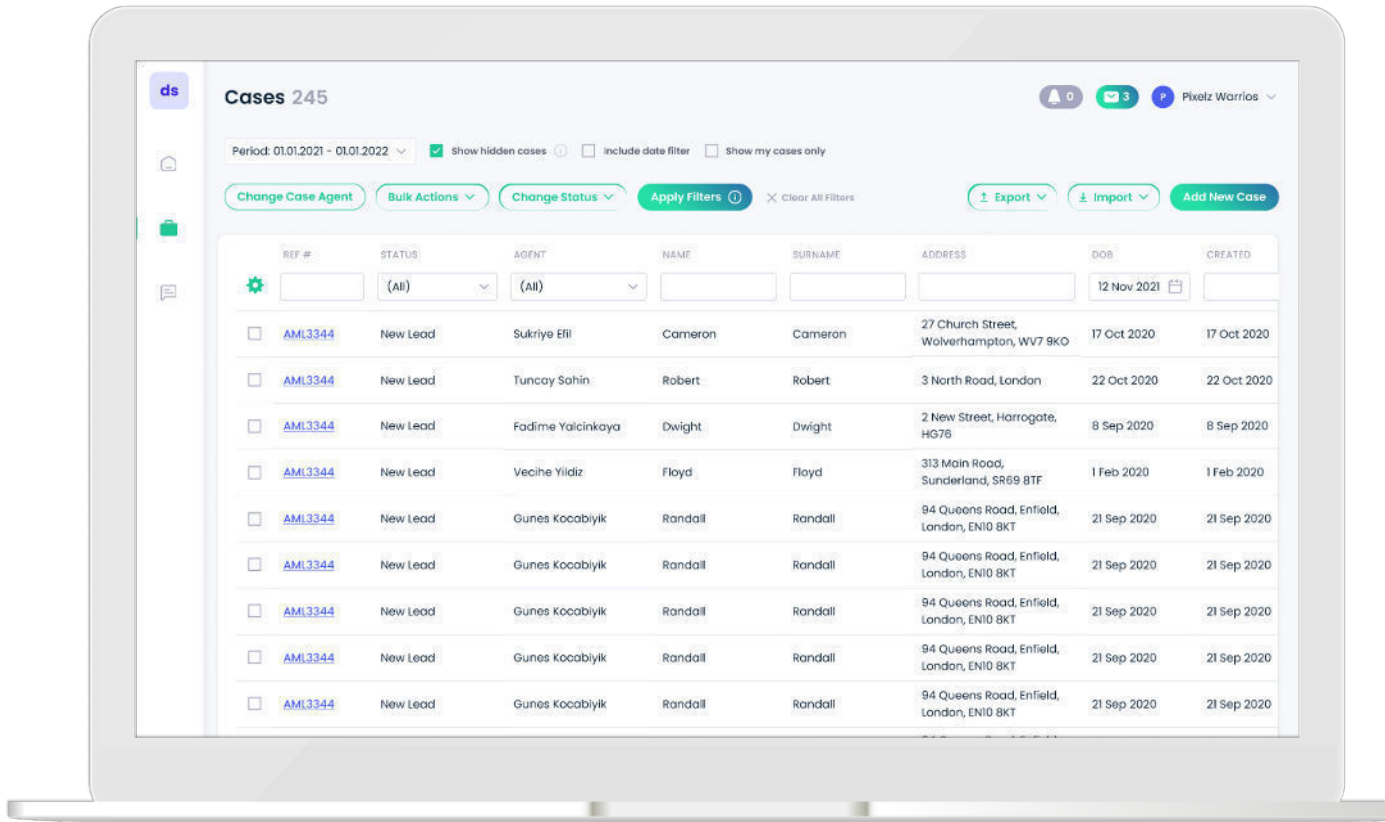 ds
Cases 245
0
3
P
Pixelz Warrios
Period: 01.01.2021 - 01.01.2022
Show hidden cases
Include date filter
Show my cases only
Change Case Agent
Bulk Actions
Change Status
Apply Filters
Clear All Filters
Export
Import
Add New Case
REF # STATUS AGENT NAME SURNAME ADDRESS DOB CREATED
(All) (All) 12 Nov 2021
AML3344 New Lead Sukriye Efil Cameron Cameron 27 Church Street,
Wolverhampton, WV7 9KO 17 Oct 2020 17 Oct 2020
AML3344 New Lead Tuncay Sahin Robert Robert 3 North Road, London 22 Oct 2020 22 Oct 2020
AML3344 New Lead Fadime Yalcinkaya Dwight Dwight 2 New Street, Harrogate,
HG76 8 Sep 2020 8 Sep 2020
AML3344 New Lead Vecihe Yildiz Floyd Floyd 313 Main Road,
Sunderland, SR69 8TF 1 Feb 2020 1 Feb 2020
AML3344 New Lead Gunes Kocabiyik Randall Randall 94 Queens Road, Enfield,
London, EN10 8KT 21 Sep 2020 21 Sep 2020
AML3344 New Lead Gunes Kocabiyik Randall Randall 94 Queens Road, Enfield,
London, EN10 8KT 21 Sep 2020 21 Sep 2020
AML3344 New Lead Gunes Kocabiyik Randall Randall 94 Queens Road, Enfield,
London, EN10 8KT 21 Sep 2020 21 Sep 2020
AML3344 New Lead Gunes Kocabiyik Randall Randall 94 Queens Road, Enfield,
London, EN10 8KT 21 Sep 2020 21 Sep 2020
AML3344 New Lead Gunes Kocabiyik Randall Randall 94 Queens Road, Enfield,
London, EN10 8KT 21 Sep 2020 21 Sep 2020